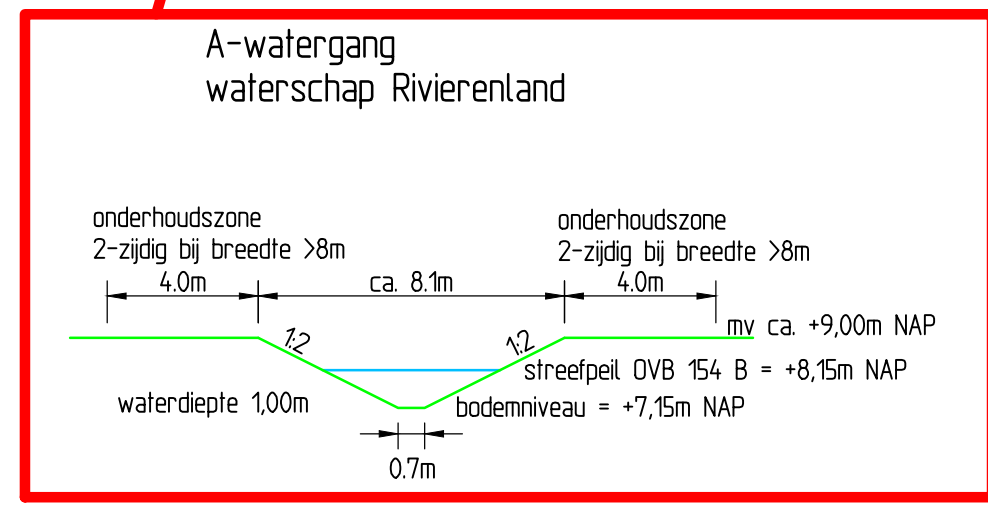 A-watergang
waterschap Rivierenland
onderhoudszone
2-zijdig bij breedte >8m
onderhoudszone
2-zijdig bij breedte >8m
4.0m
ca. 8.1m
4.0m
mv ca. +9,00m NAP
1:2
1:2
streefpeil OVB 154 B = +8,15m NAP
waterdiepte 1,00m
bodemniveau = +7,15m NAP
0.7m